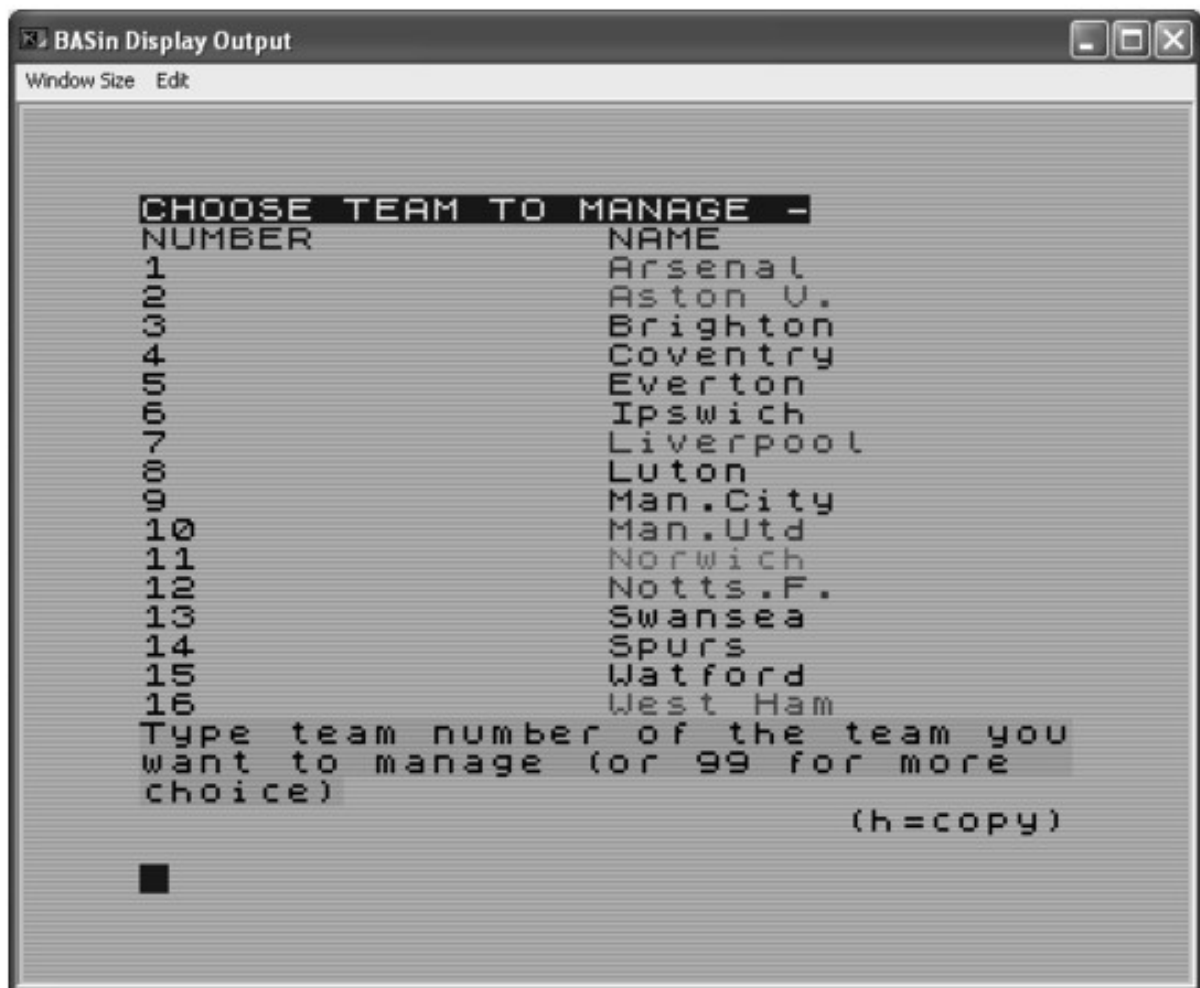 BASin Display Output
Window Size Edit
CHOOSE TEAM TO MANAGE -
NUMBER NAME
1 Arsenal
2 Aston V.
3 Brighton
4 Coventry
5 Everton
6 Ipswich
7 Liverpool
8 Luton
9 Man.City
10 Man.Utd
11 Norwich
12 Notts.F.
13 Swansea
14 Spurs
15 Watford
16 West Ham
Type team number of the team you
want to manage (or 99 for more
choice)
(h=copy)